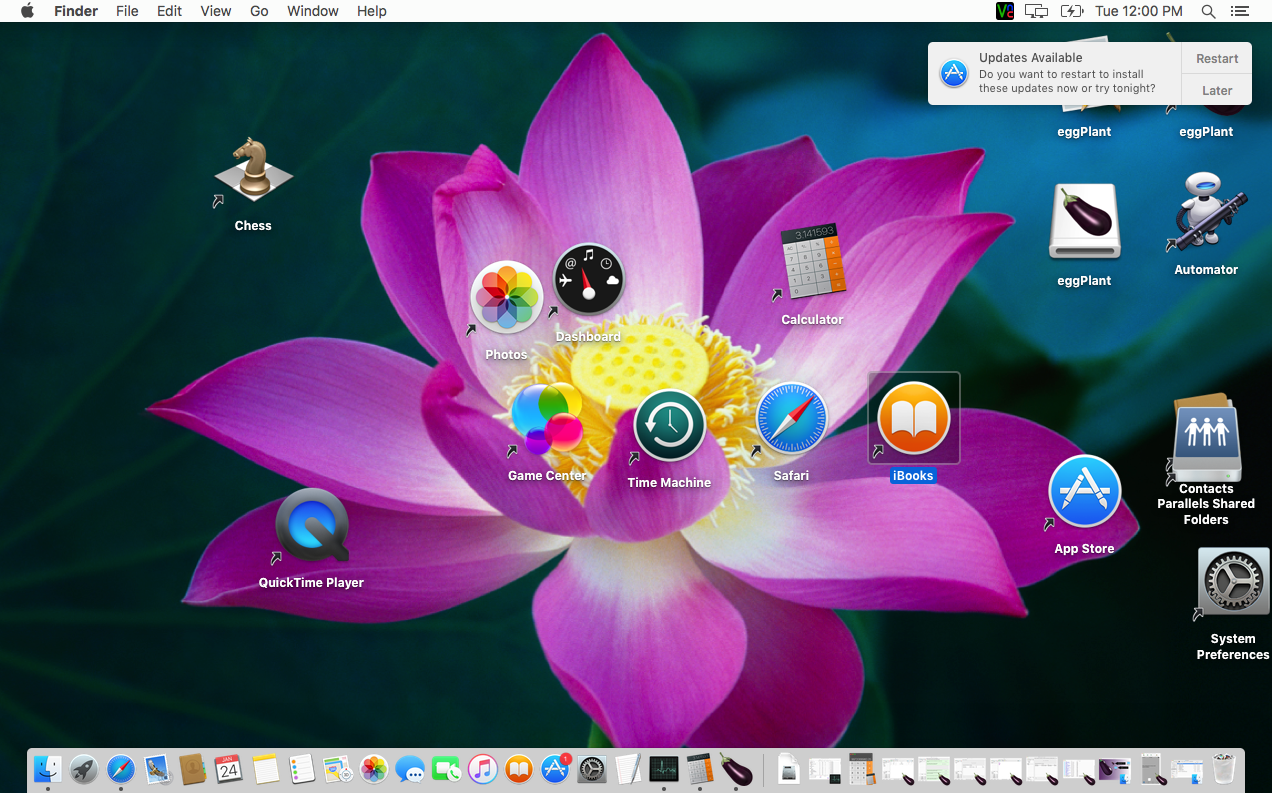 Finder File Edit View Go Window Help Tue 12:00 PM
Updates Available
Do you want to restart to install
these updates now or try tonight?
Restart
Later
eggPlant
eggPlant
Chess
eggPlant
Automator
3.141593
Calculator
Dashboard
Photos
Game Center
Time Machine
Safari
iBooks
Contacts
Parallels Shared
Folders
App Store
QuickTime Player
System
Preferences
JAN
24
1